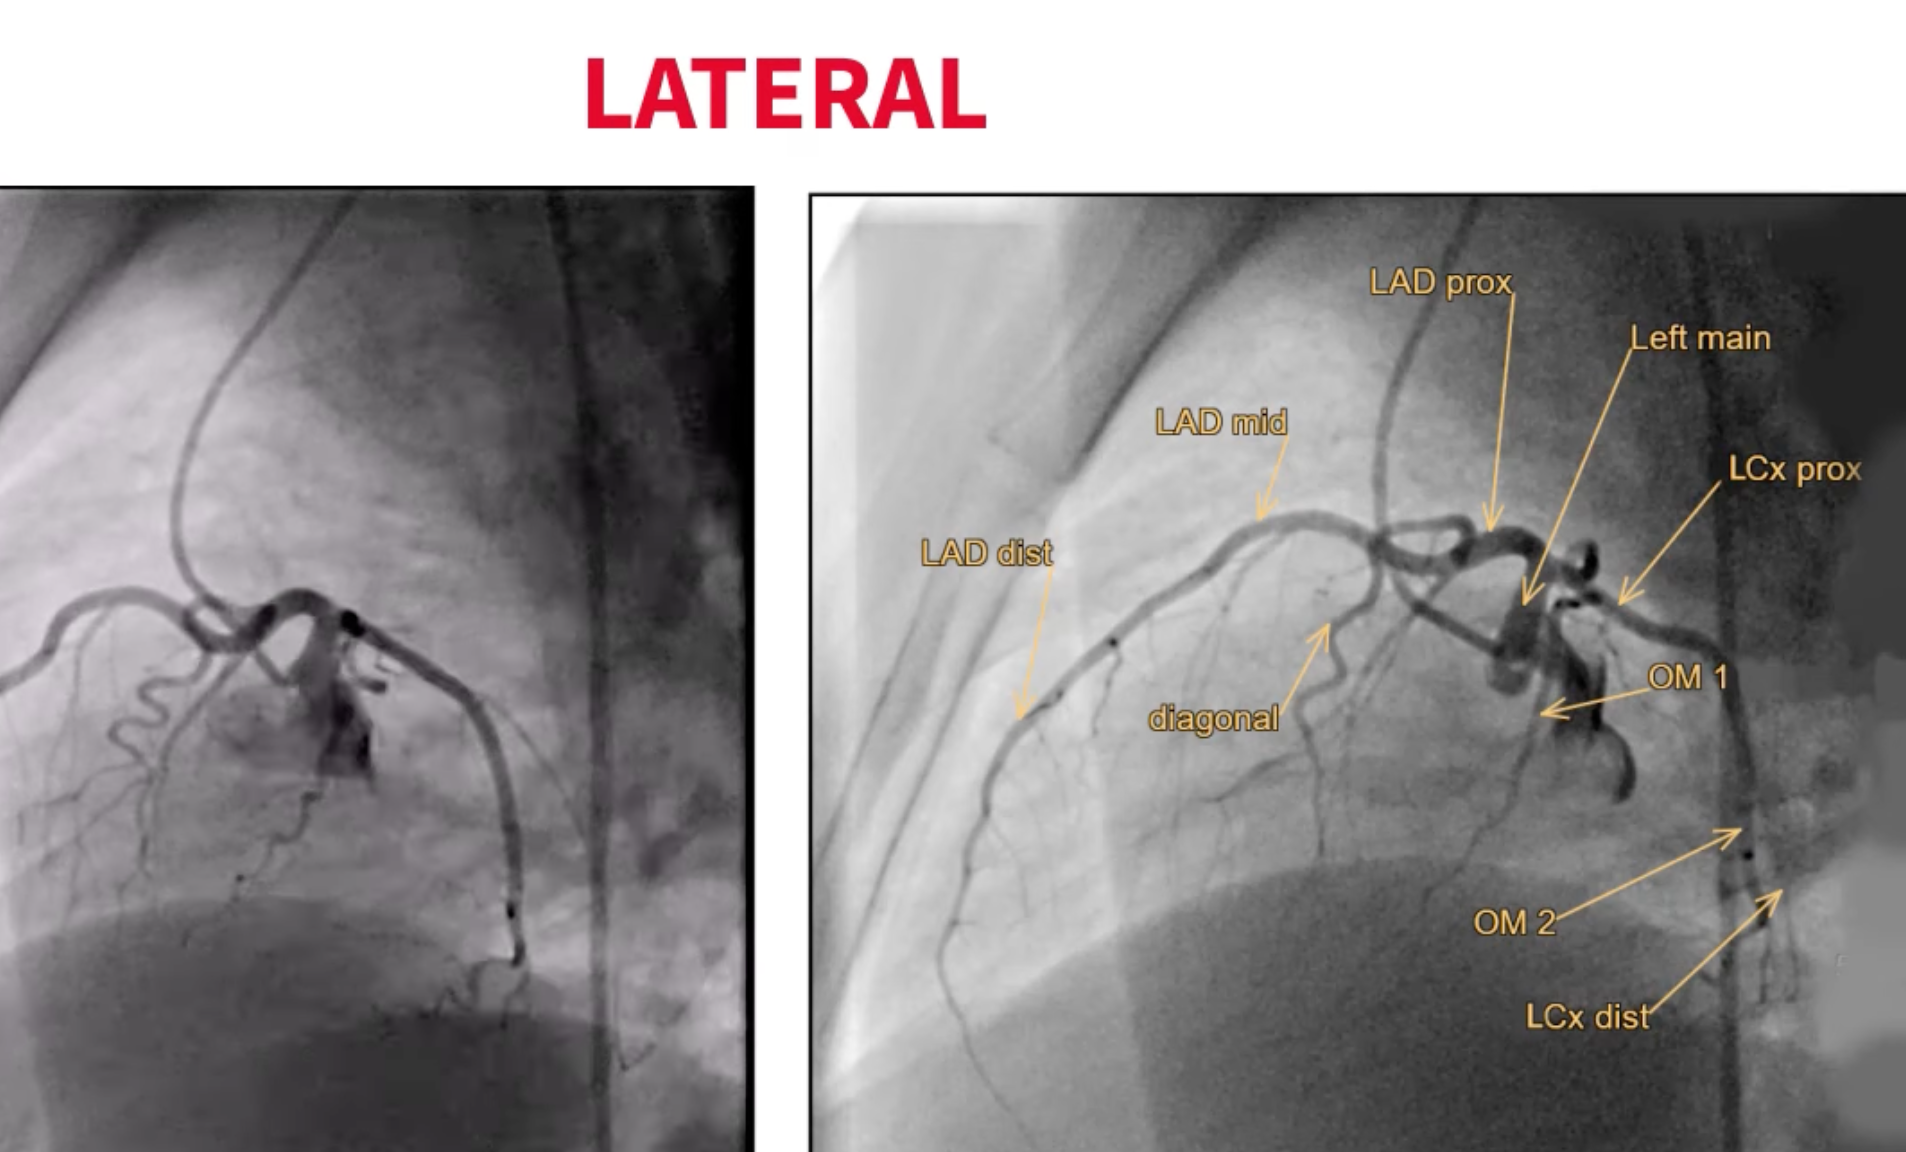 LATERAL
LAD prox
Left main
LAD mid
LCx prox
LAD dist
OM 1
diagonal
OM 2
LCx dist